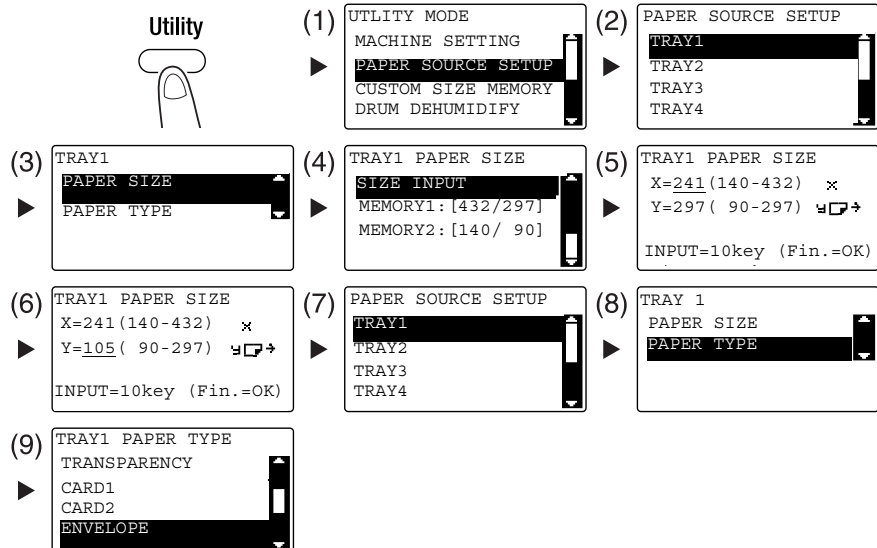 Utility
(1)
UTLITY MODE
MACHINE SETTING
PAPER SOURCE SETUP
CUSTOM SIZE MEMORY
DRUM DEHUMIDIFY
(2)
PAPER SOURCE SETUP
TRAY1
TRAY2
TRAY3
TRAY4
(3)
TRAY1
PAPER SIZE
PAPER TYPE
(4)
TRAY1 PAPER SIZE
SIZE INPUT
MEMORY1:[432/297]
MEMORY2:[140/ 90]
(5)
TRAY1 PAPER SIZE
X=241(140-432) x
Y=297( 90-297) y
INPUT=10key (Fin.=OK)
(6)
TRAY1 PAPER SIZE
X=241(140-432) x
Y=105( 90-297) y
INPUT=10key (Fin.=OK)
(7)
PAPER SOURCE SETUP
TRAY1
TRAY2
TRAY3
TRAY4
(8)
TRAY 1
PAPER SIZE
PAPER TYPE
(9)
TRAY1 PAPER TYPE
TRANSPARENCY
CARD1
CARD2
ENVELOPE